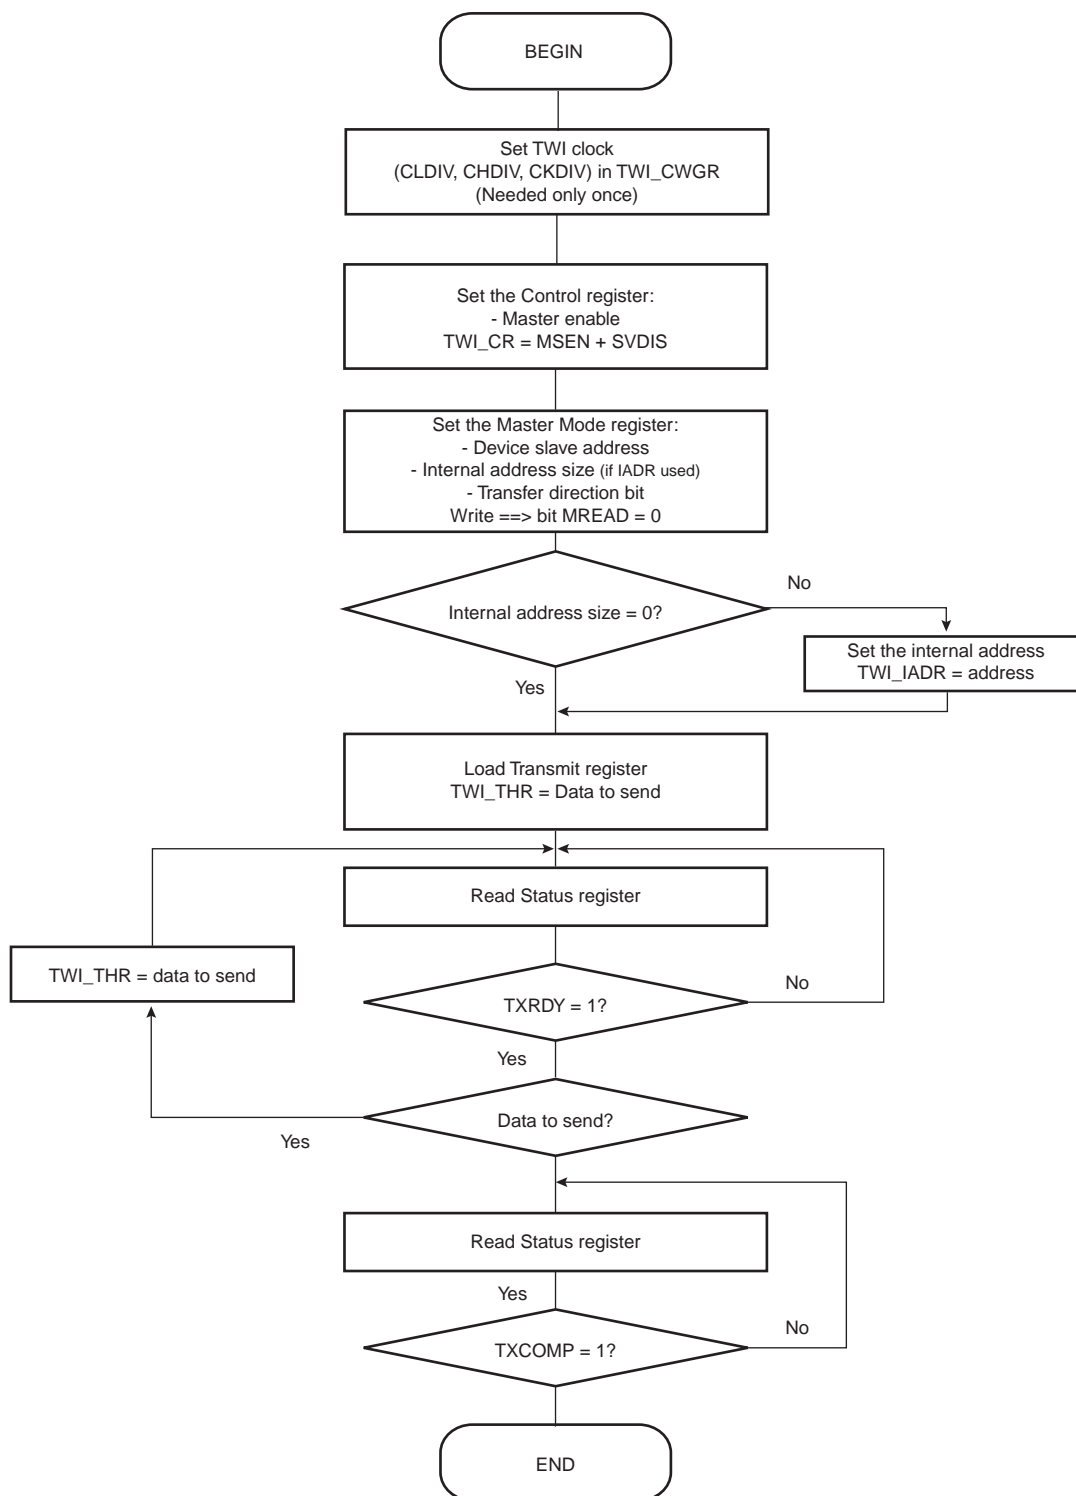 BEGIN
Set TWI clock
(CLDIV, CHDIV, CKDIV) in TWI_CWGR
(Needed only once)
Set the Control register:
- Master enable
TWI_CR = MSEN + SVDIS
Set the Master Mode register:
- Device slave address
- Internal address size (if IADR used)
- Transfer direction bit
Write ==> bit MREAD = 0
No
Internal address size = 0?
Set the internal address
TWI_IADR = address
Yes
Load Transmit register
TWI_THR = Data to send
Read Status register
TWI_THR = data to send
TXRDY = 1?
No
Yes
Data to send?
Yes
Read Status register
Yes
No
TXCOMP = 1?
END